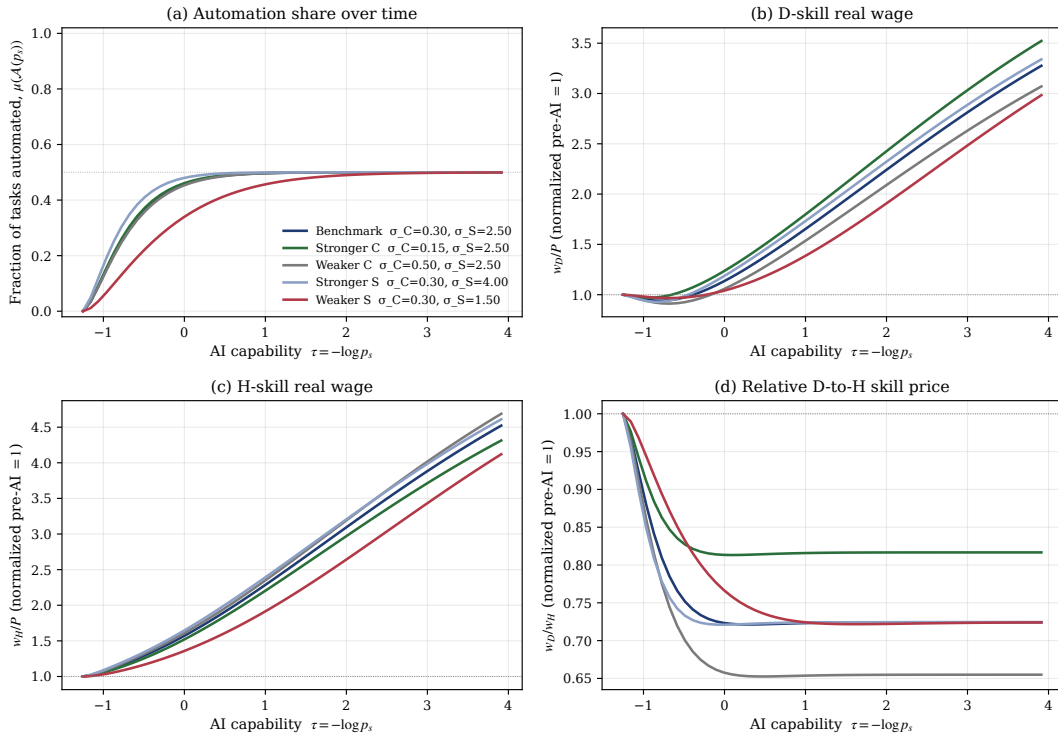 (a) Automation share over time
Fraction of tasks automated, μ(𝒜(pₛ))
1.0
0.8
0.6
0.4
0.2
0.0
Benchmark σ_C=0.30, σ_S=2.50
Stronger C σ_C=0.15, σ_S=2.50
Weaker C σ_C=0.50, σ_S=2.50
Stronger S σ_C=0.30, σ_S=4.00
Weaker S σ_C=0.30, σ_S=1.50
−1 0 1 2 3 4
AI capability τ = −log pₛ
(b) D-skill real wage
w_D/P (normalized pre-AI = 1)
3.5
3.0
2.5
2.0
1.5
1.0
−1 0 1 2 3 4
AI capability τ = −log pₛ
(c) H-skill real wage
w_H/P (normalized pre-AI = 1)
4.5
4.0
3.5
3.0
2.5
2.0
1.5
1.0
−1 0 1 2 3 4
AI capability τ = −log pₛ
(d) Relative D-to-H skill price
w_D/w_H (normalized pre-AI = 1)
1.00
0.95
0.90
0.85
0.80
0.75
0.70
0.65
−1 0 1 2 3 4
AI capability τ = −log pₛ